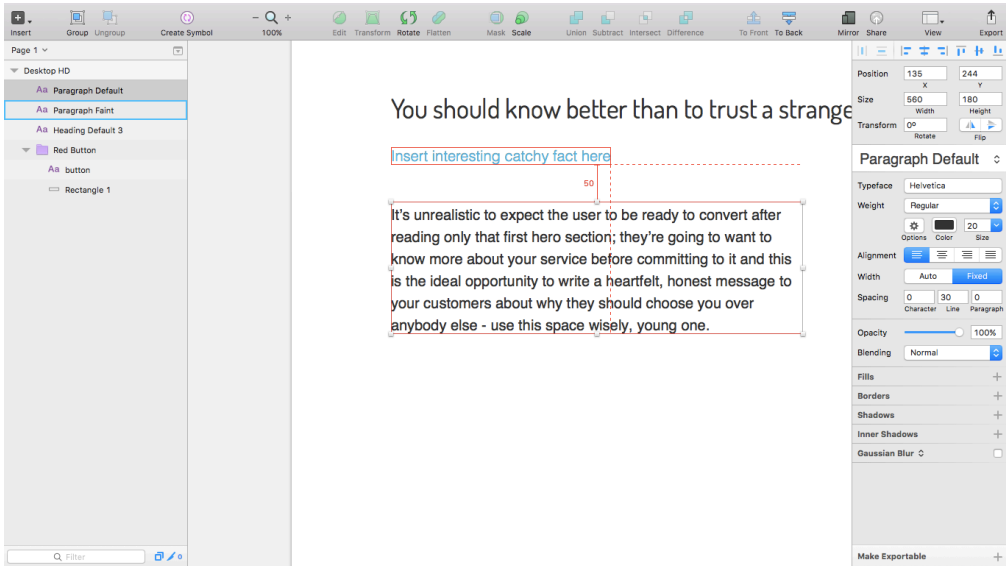 Insert
Group
Ungroup
Create Symbol
100%
Edit
Transform
Rotate
Flatten
Mask
Scale
Union
Subtract
Intersect
Difference
To Front
To Back
Mirror
Share
View
Export
Page 1
Desktop HD
Aa Paragraph Default
Aa Paragraph Faint
Aa Heading Default 3
Red Button
Aa button
Rectangle 1
Filter
0
You should know better than to trust a strange
Insert interesting catchy fact here
50
It's unrealistic to expect the user to be ready to convert after
reading only that first hero section; they're going to want to
know more about your service before committing to it and this
is the ideal opportunity to write a heartfelt, honest message to
your customers about why they should choose you over
anybody else - use this space wisely, young one.
Position 135 244
X Y
Size 560 180
Width Height
Transform 0º
Rotate Flip
Paragraph Default
Typeface Helvetica
Weight Regular
20
Options Color Size
Alignment
Width Auto Fixed
Spacing 0 30 0
Character Line Paragraph
Opacity 100%
Blending Normal
Fills
Borders
Shadows
Inner Shadows
Gaussian Blur
Make Exportable